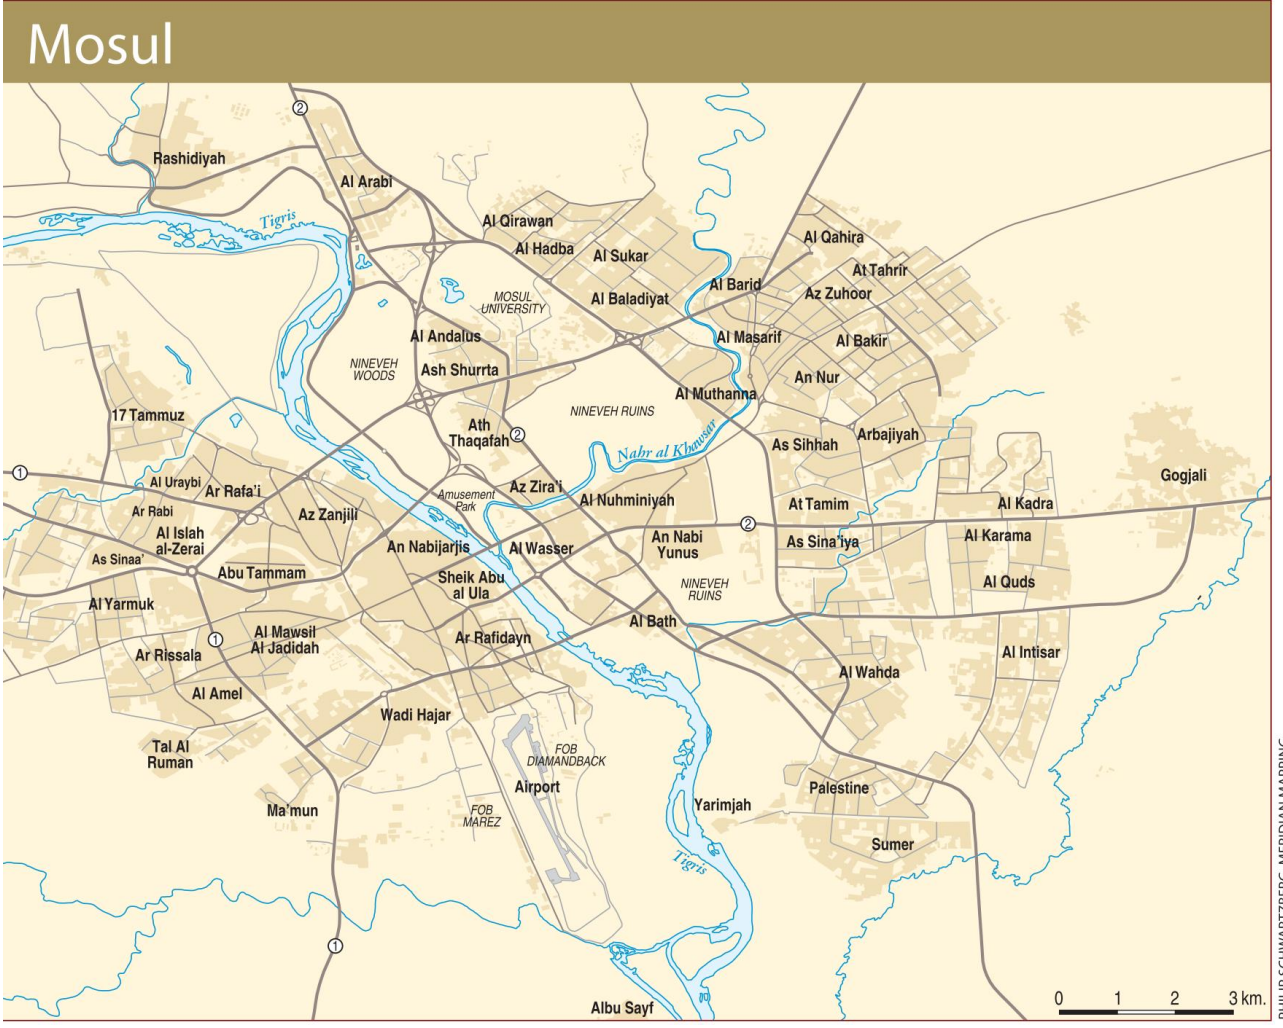 Mosul
2
Rashidiyah
Al Arabi
Tigris
Al Qirawan
Al Hadba
Al Sukar
Al Qahira
At Tahrir
Al Barid
Az Zuhoor
MOSUL
UNIVERSITY
Al Baladiyat
Al Andalus
Al Masarif
Al Bakir
NINEVEH
WOODS
Ash Shurrta
An Nur
Al Muthanna
17 Tammuz
NINEVEH RUINS
Ath
Thaqafah
2
Nahr al Khawsar
As Sihhah
Arbajiyah
1
Al Uraybi
Ar Rafa'i
Az Zira'i
Gogjali
Amusement
Park
Al Nuhminiyah
At Tamim
Al Kadra
Ar Rabi
Az Zanjili
2
Al Islah
al-Zerai
An Nabijarjis
Al Wasser
An Nabi
Yunus
As Sina'iya
Al Karama
As Sinaa'
Abu Tammam
Sheik Abu
al Ula
NINEVEH
RUINS
Al Quds
Al Yarmuk
Al Bath
1
Al Mawsil
Al Jadidah
Ar Rafidayn
Ar Rissala
Al Intisar
Al Wahda
Al Amel
Wadi Hajar
Tal Al
Ruman
FOB
DIAMANDBACK
Airport
Palestine
Ma'mun
FOB
MAREZ
Yarimjah
Sumer
Tigris
1
Albu Sayf
0 1 2 3 km.
PHILIP SCHWARTZBERG, MERIDIAN MAPPING